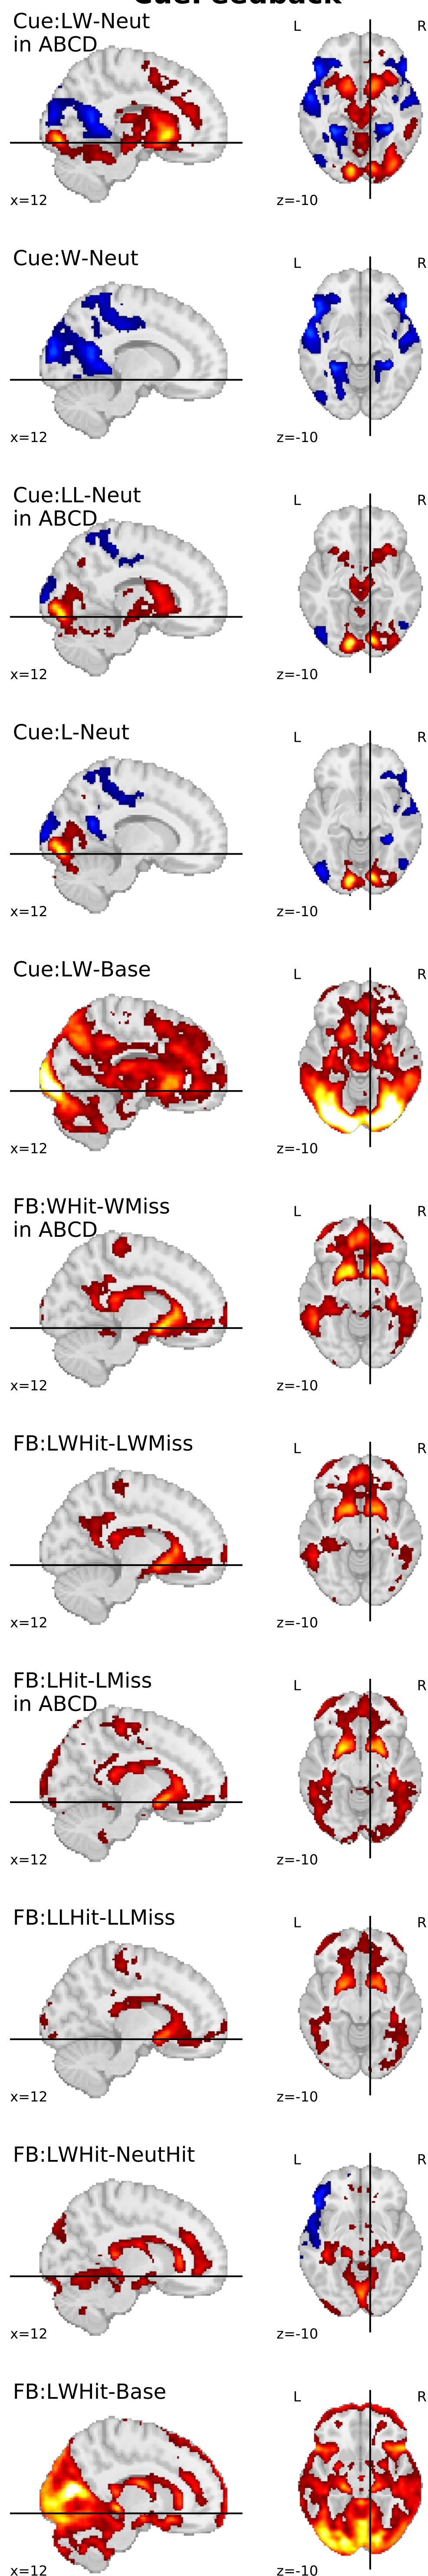 Cue:LW-Neut
in ABCD
L R
x=12 z=-10
Cue:W-Neut
L R
x=12 z=-10
Cue:LL-Neut
in ABCD
L R
x=12 z=-10
Cue:L-Neut
L R
x=12 z=-10
Cue:LW-Base
L R
x=12 z=-10
FB:WHit-WMiss
in ABCD
L R
x=12 z=-10
FB:LWHit-LWMiss
L R
x=12 z=-10
FB:LHit-LMiss
in ABCD
L R
x=12 z=-10
FB:LLHit-LLMiss
L R
x=12 z=-10
FB:LWHit-NeutHit
L R
x=12 z=-10
FB:LWHit-Base
L R
x=12 z=-10